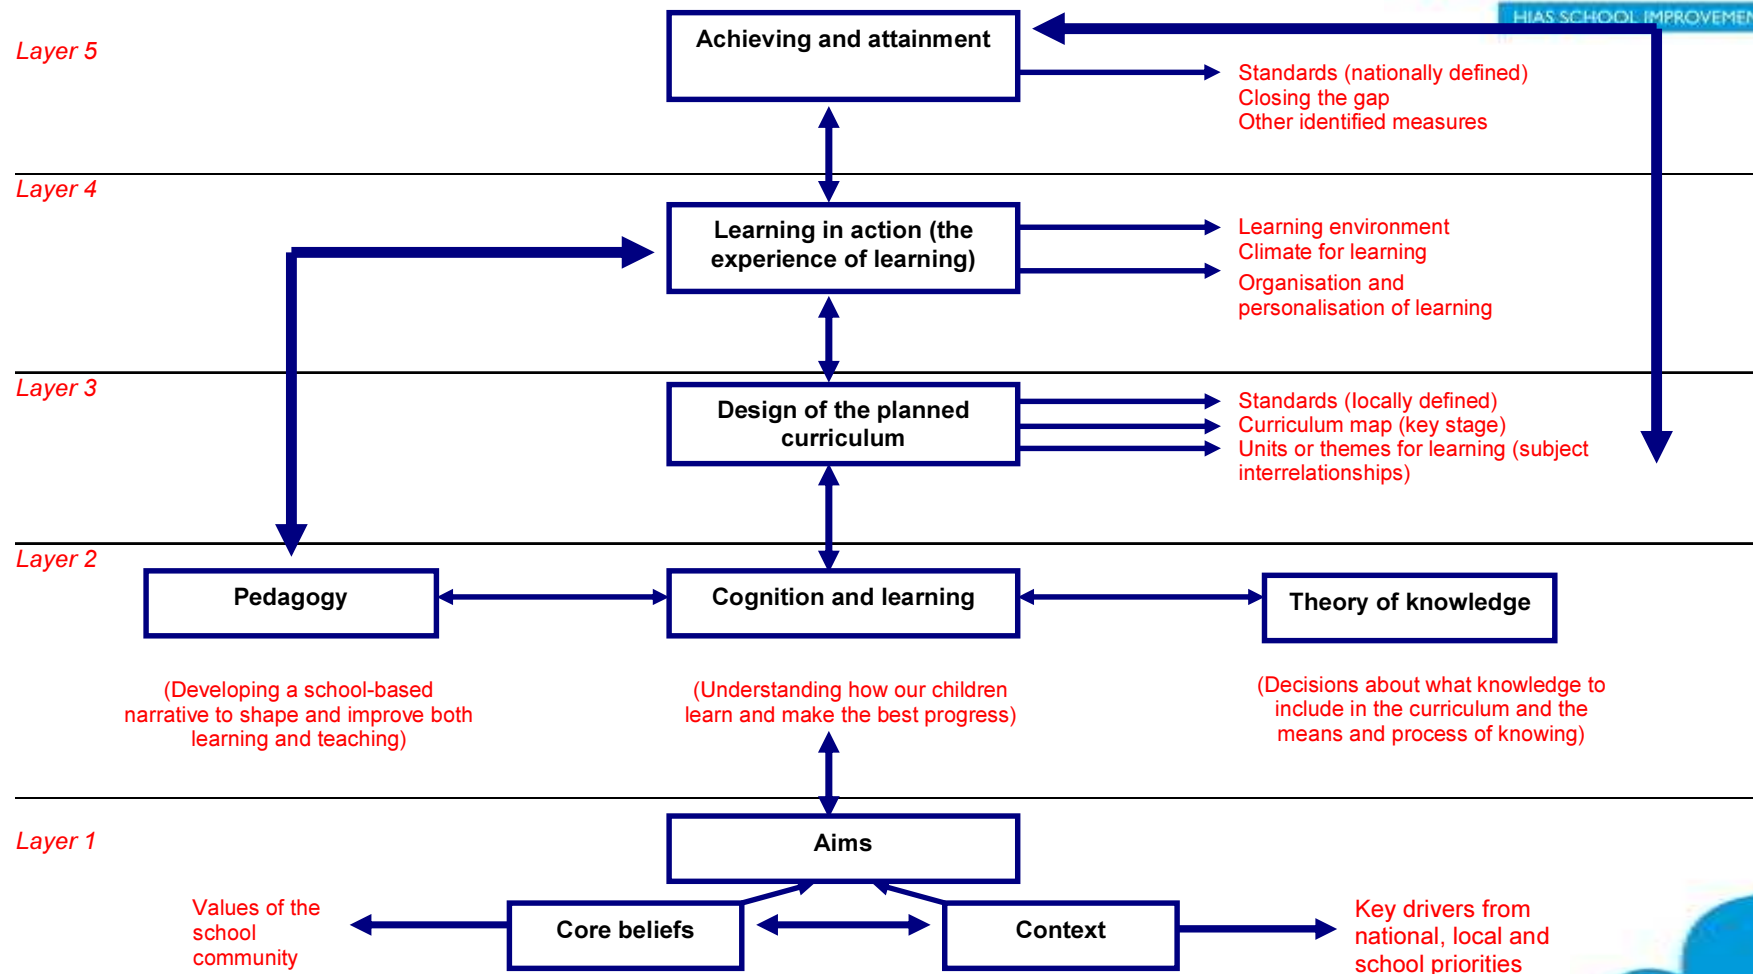 HIAS SCHOOL IMPROVEMEN
Layer 5
Achieving and attainment
Standards (nationally defined)
Closing the gap
Other identified measures
Layer 4
Learning in action (the
experience of learning)
Learning environment
Climate for learning
Organisation and
personalisation of learning
Layer 3
Design of the planned
curriculum
Standards (locally defined)
Curriculum map (key stage)
Units or themes for learning (subject
interrelationships)
Layer 2
Pedagogy
Cognition and learning
Theory of knowledge
(Developing a school-based
narrative to shape and improve both
learning and teaching)
(Understanding how our children
learn and make the best progress)
(Decisions about what knowledge to
include in the curriculum and the
means and process of knowing)
Layer 1
Aims
Values of the
school
community
Core beliefs
Context
Key drivers from
national, local and
school priorities